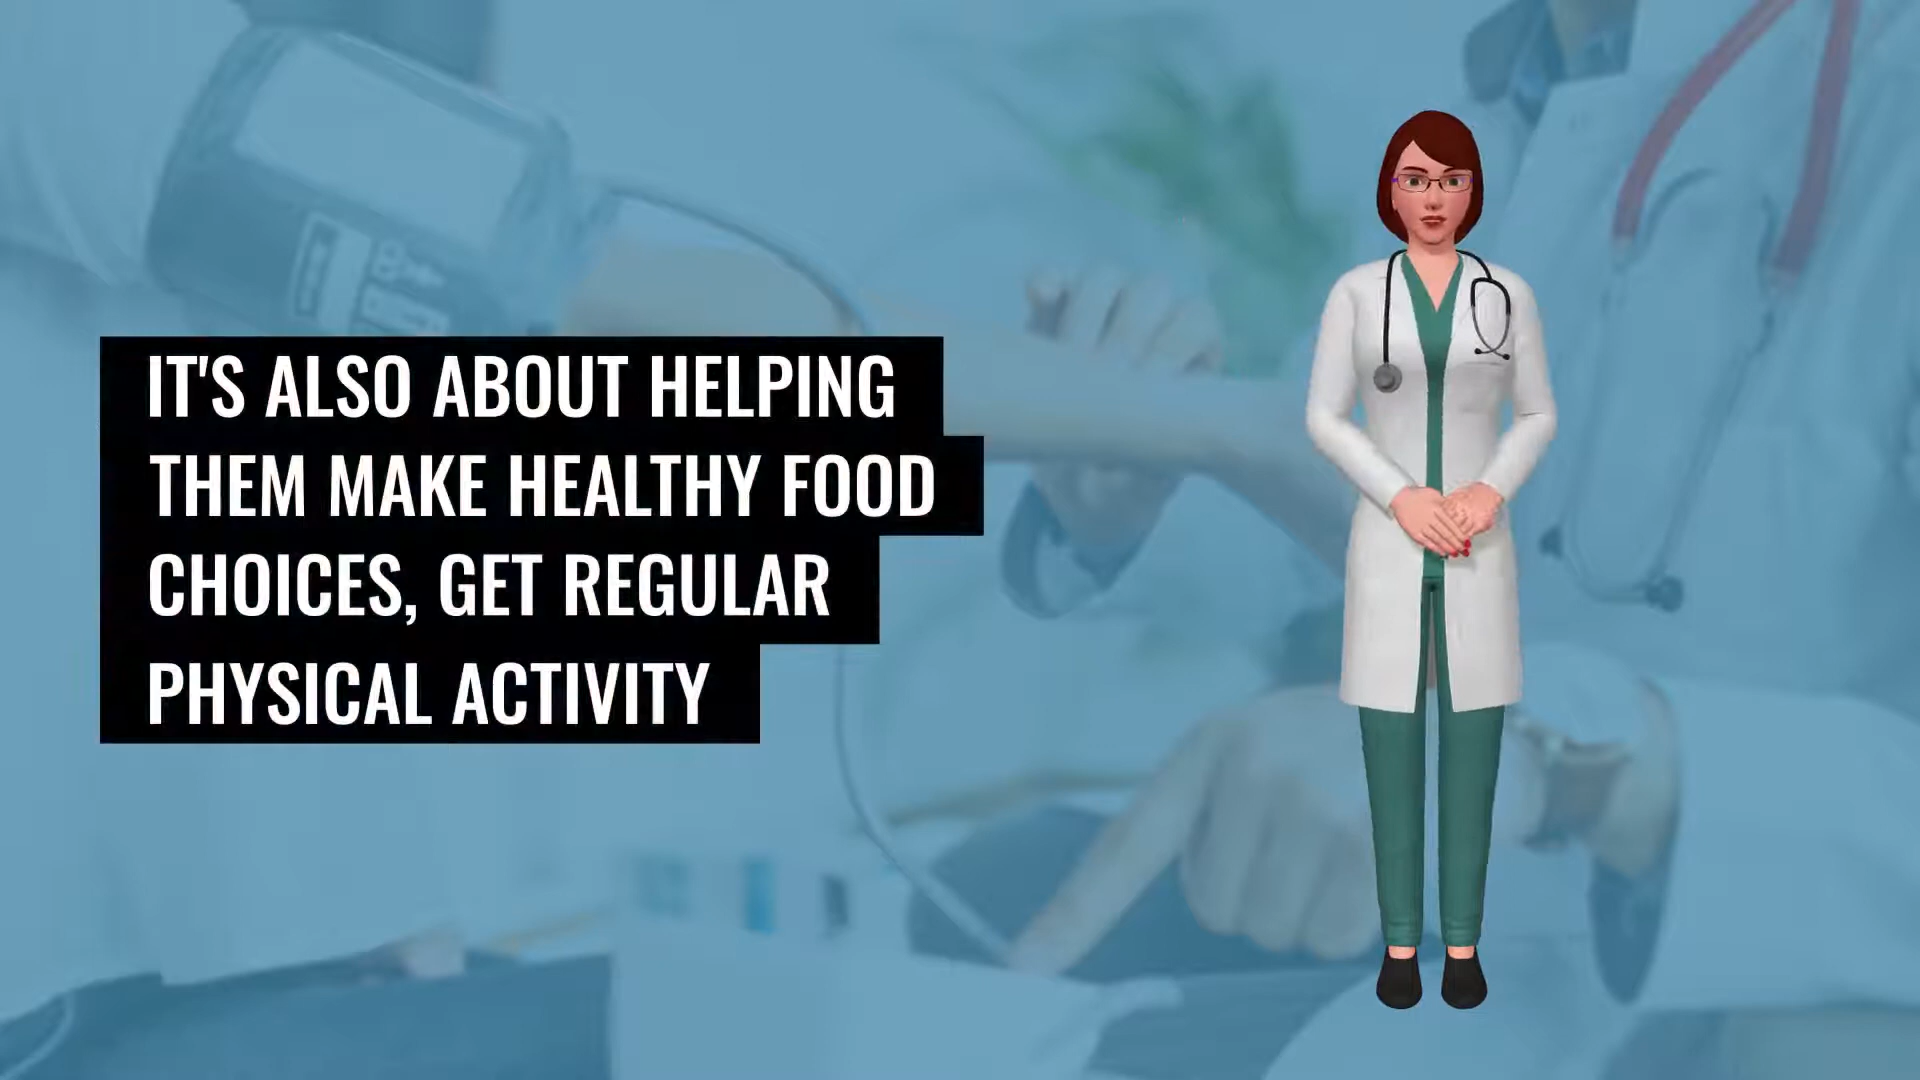 IT'S ALSO ABOUT HELPING
THEM MAKE HEALTHY FOOD
CHOICES, GET REGULAR
PHYSICAL ACTIVITY